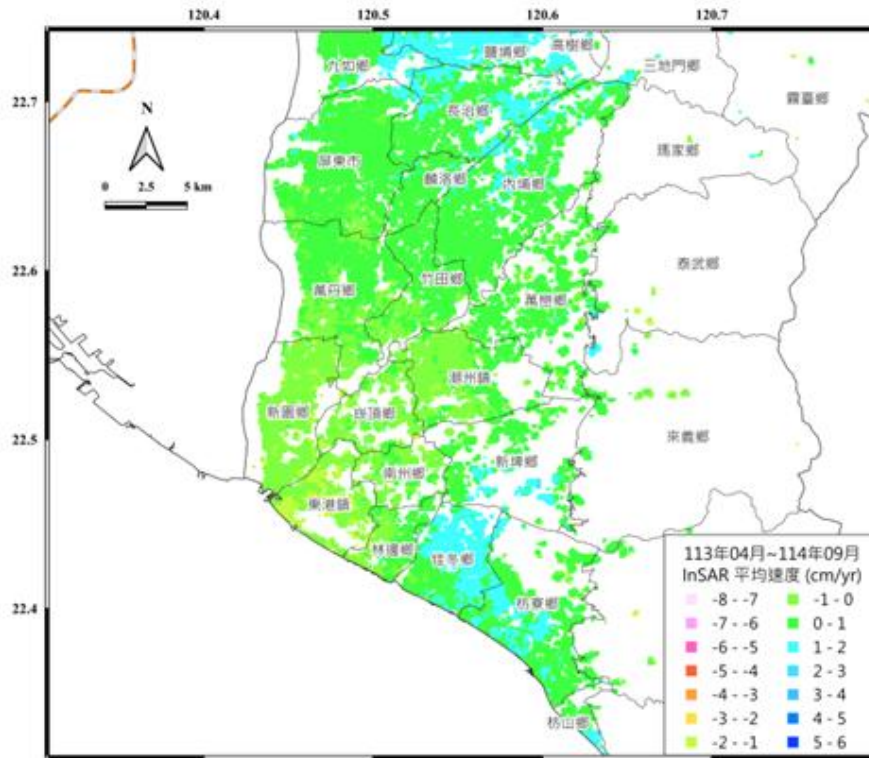 120.4 120.5 120.6 120.7
22.7
22.6
22.5
22.4
N
0 2.5 5 km
九如鄉
鹽埔鄉
高樹鄉
三地門鄉
霧臺鄉
長治鄉
屏東市
瑪家鄉
麟洛鄉
內埔鄉
泰武鄉
竹田鄉
萬丹鄉
萬巒鄉
潮州鎮
新園鄉
崁頂鄉
來義鄉
新埤鄉
南州鄉
東港鎮
林邊鄉
佳冬鄉
枋寮鄉
枋山鄉
113年04月~114年09月
InSAR 平均速度 (cm/yr)
-8 - -7 -1 - 0
-7 - -6 0 - 1
-6 - -5 1 - 2
-5 - -4 2 - 3
-4 - -3 3 - 4
-3 - -2 4 - 5
-2 - -1 5 - 6